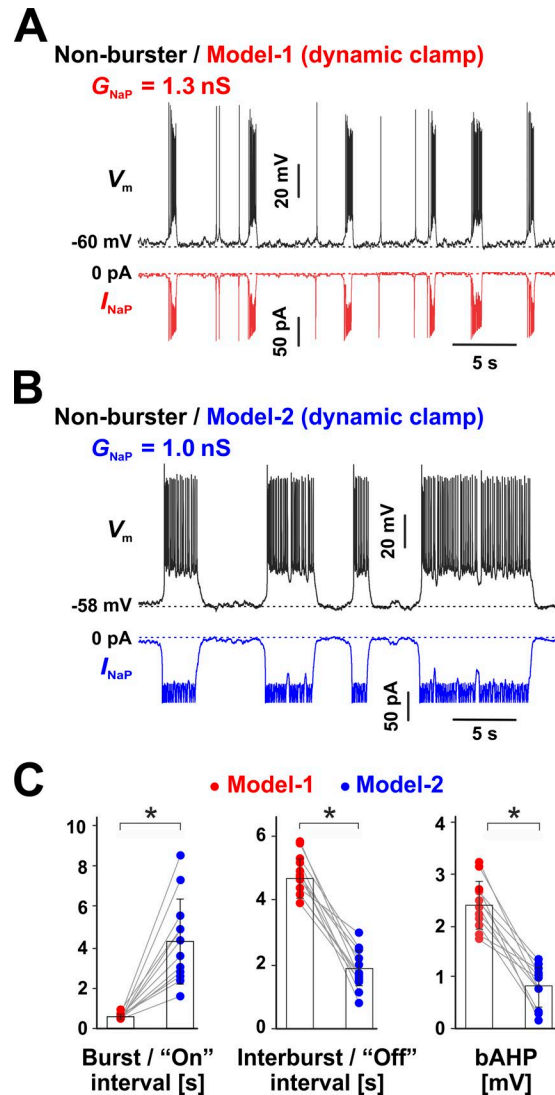 A
Non-burster / Model-1 (dynamic clamp)
GNaP = 1.3 nS
Vm
20 mV
-60 mV
0 pA
INaP
50 pA
5 s
B
Non-burster / Model-2 (dynamic clamp)
GNaP = 1.0 nS
Vm
20 mV
-58 mV
0 pA
INaP
50 pA
5 s
C
Model-1 Model-2
* * *
10
8
6
4
2
0
6
4
2
0
4
3
2
1
0
Burst / “On”
interval [s]
Interburst / “Off”
interval [s]
bAHP
[mV]